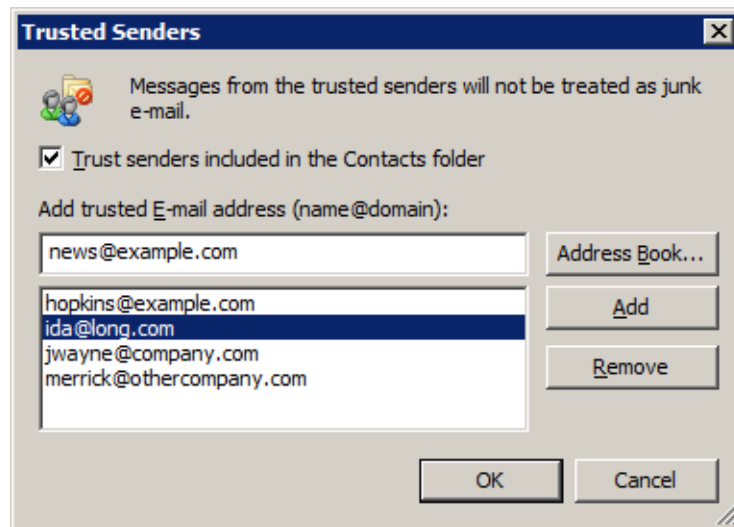 Trusted Senders
Messages from the trusted senders will not be treated as junk
e-mail.
Trust senders included in the Contacts folder
Add trusted E-mail address (name@domain):
news@example.com
Address Book...
hopkins@example.com
ida@long.com
jwayne@company.com
merrick@othercompany.com
Add
Remove
OK
Cancel